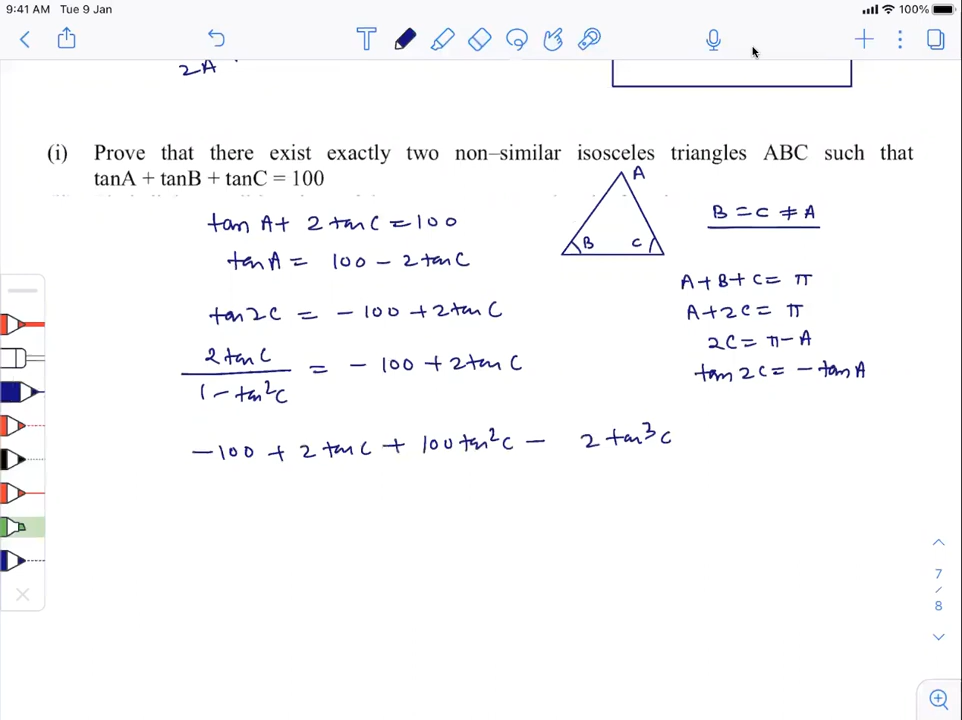 9:41 AM Tue 9 Jan 100%
2A
(i) Prove that there exist exactly two non–similar isosceles triangles ABC such that
tanA + tanB + tanC = 100
A
B C
tan A + 2 tan C = 100
tan A = 100 – 2 tan C
tan 2C = – 100 + 2 tan C
2 tan C / 1 – tan²C = – 100 + 2 tan C
– 100 + 2 tan C + 100 tan²C – 2 tan³C
B = C ≠ A
A + B + C = π
A + 2C = π
2C = π – A
tan 2C = – tan A
7
/
8